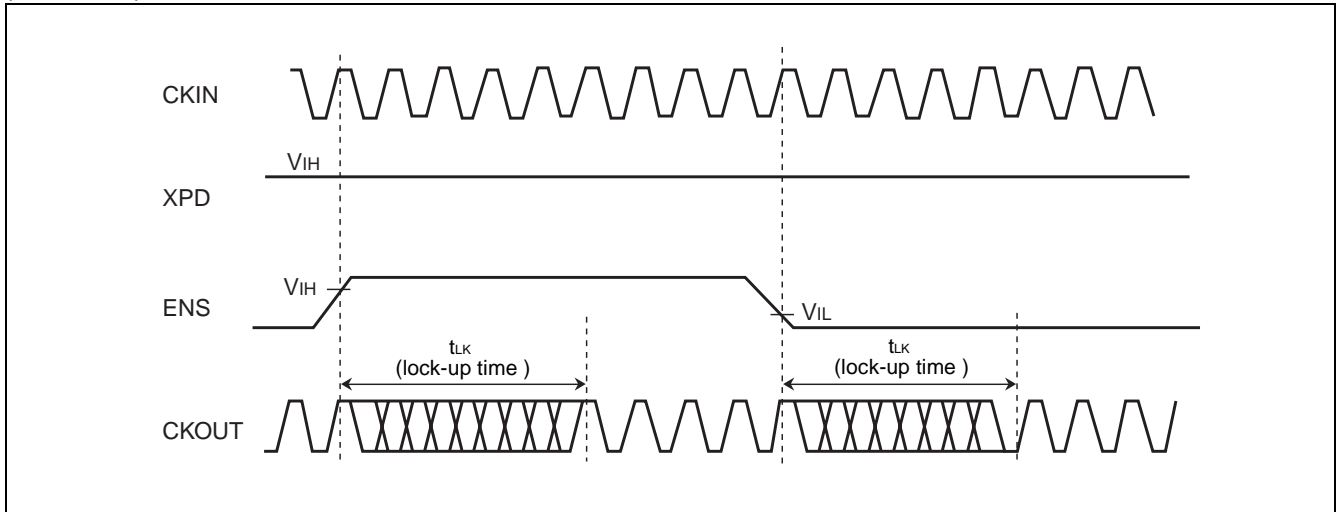 CKIN
VIH
XPD
VIH
ENS
VIL
tLK
(lock-up time )
tLK
(lock-up time )
CKOUT